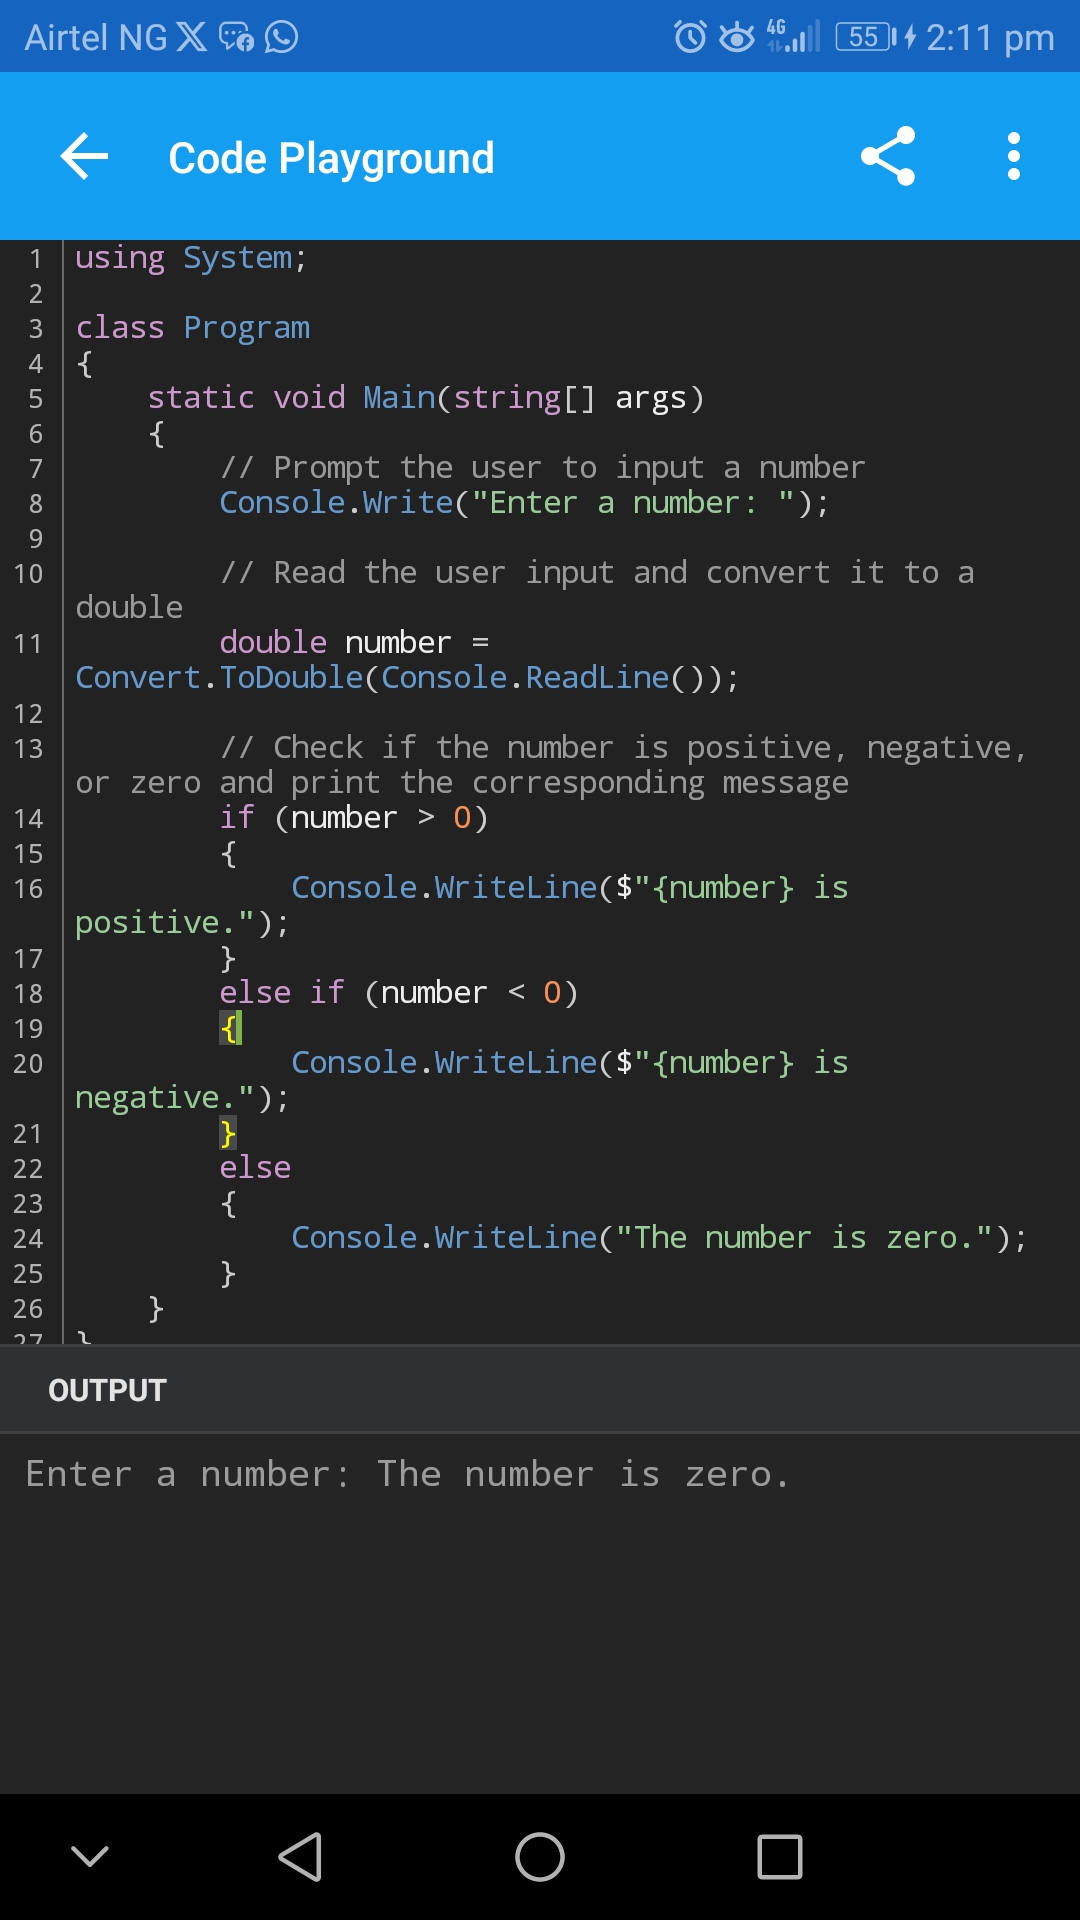 Airtel NG 4G 55 2:11 pm
Code Playground
1 using System;
2
3 class Program
4 {
5     static void Main(string[] args)
6     {
7         // Prompt the user to input a number
8         Console.Write("Enter a number: ");
9
10         // Read the user input and convert it to a
double
11         double number =
Convert.ToDouble(Console.ReadLine());
12
13         // Check if the number is positive, negative,
or zero and print the corresponding message
14         if (number > 0)
15         {
16             Console.WriteLine($"{number} is
positive.");
17         }
18         else if (number < 0)
19         {
20             Console.WriteLine($"{number} is
negative.");
21         }
22         else
23         {
24             Console.WriteLine("The number is zero.");
25         }
26     }
27 }
OUTPUT
Enter a number: The number is zero.